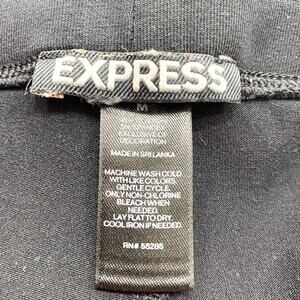 EXPRESS
M
EXCLUSIVE OF
DECORATION
MADE IN SRI LANKA
MACHINE WASH COLD
WITH LIKE COLORS
GENTLE CYCLE.
ONLY NON-CHLORINE
BLEACH WHEN
NEEDED.
LAY FLAT TO DRY.
COOL IRON IF NEEDED.
RN# 55285